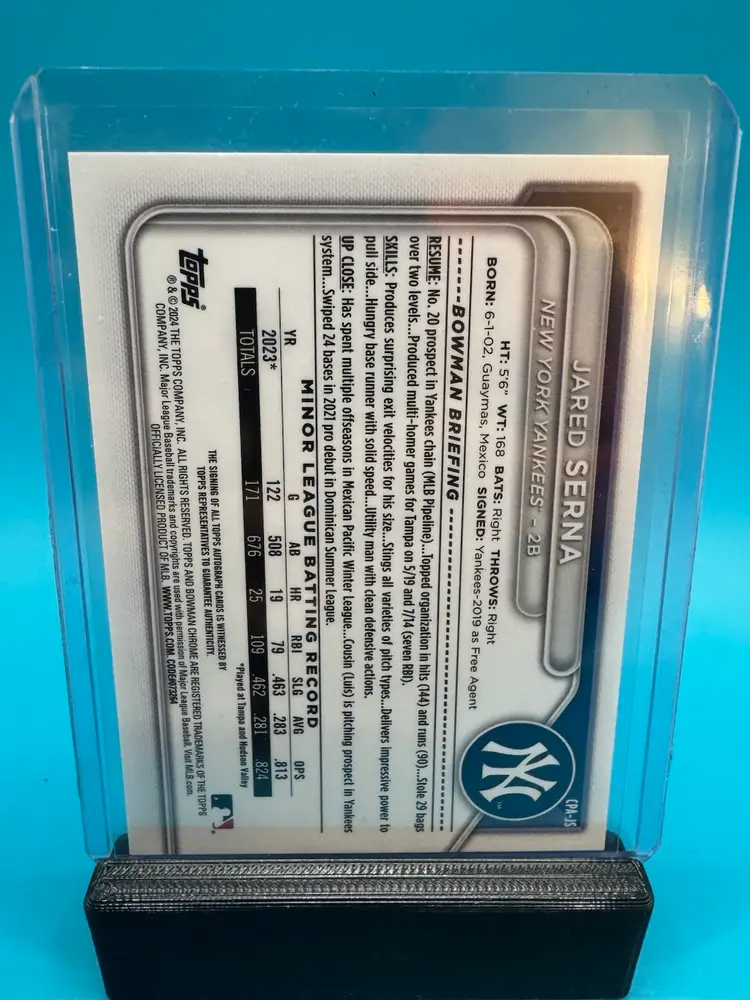 JARED SERNA
NEW YORK YANKEES® - 2B
CPA-JS
NY
TM
HT: 5'6" WT: 168 BATS: Right THROWS: Right
BORN: 6-1-02, Guaymas, Mexico SIGNED: Yankees-2019 as Free Agent
BOWMAN BRIEFING
RESUME: No. 20 prospect in Yankees chain (MLB Pipeline)...Topped organization in hits (144) and runs (90)...Stole 29 bags
over two levels...Produced multi-homer games for Tampa on 5/19 and 7/14 (seven RBI).
SKILLS: Produces surprising exit velocities for his size...Stings all varieties of pitch types...Delivers impressive power to
pull side...Hungry base runner with solid speed...Utility man with clean defensive actions.
UP CLOSE: Has spent multiple offseasons in Mexican Pacific Winter League...Cousin (Luis) is pitching prospect in Yankees
system...Swiped 24 bases in 2021 pro debut in Dominican Summer League.
MINOR LEAGUE BATTING RECORD
YR G AB HR RBI SLG AVG OPS
2023* 122 508 19 79 .463 .283 .813
TOTALS 171 676 25 109 .462 .281 .824
*Played at Tampa and Hudson Valley
THE SIGNING OF ALL TOPPS AUTOGRAPH CARDS IS WITNESSED BY
TOPPS REPRESENTATIVES TO GUARANTEE AUTHENTICITY.
topps®
® & © 2024 THE TOPPS COMPANY, INC. ALL RIGHTS RESERVED. TOPPS AND BOWMAN CHROME ARE REGISTERED TRADEMARKS OF THE TOPPS
COMPANY, INC. Major League Baseball trademarks and copyrights are used with permission of Major League Baseball. Visit MLB.com.
OFFICIALLY LICENSED PRODUCT OF MLB. WWW.TOPPS.COM. CODE#073264